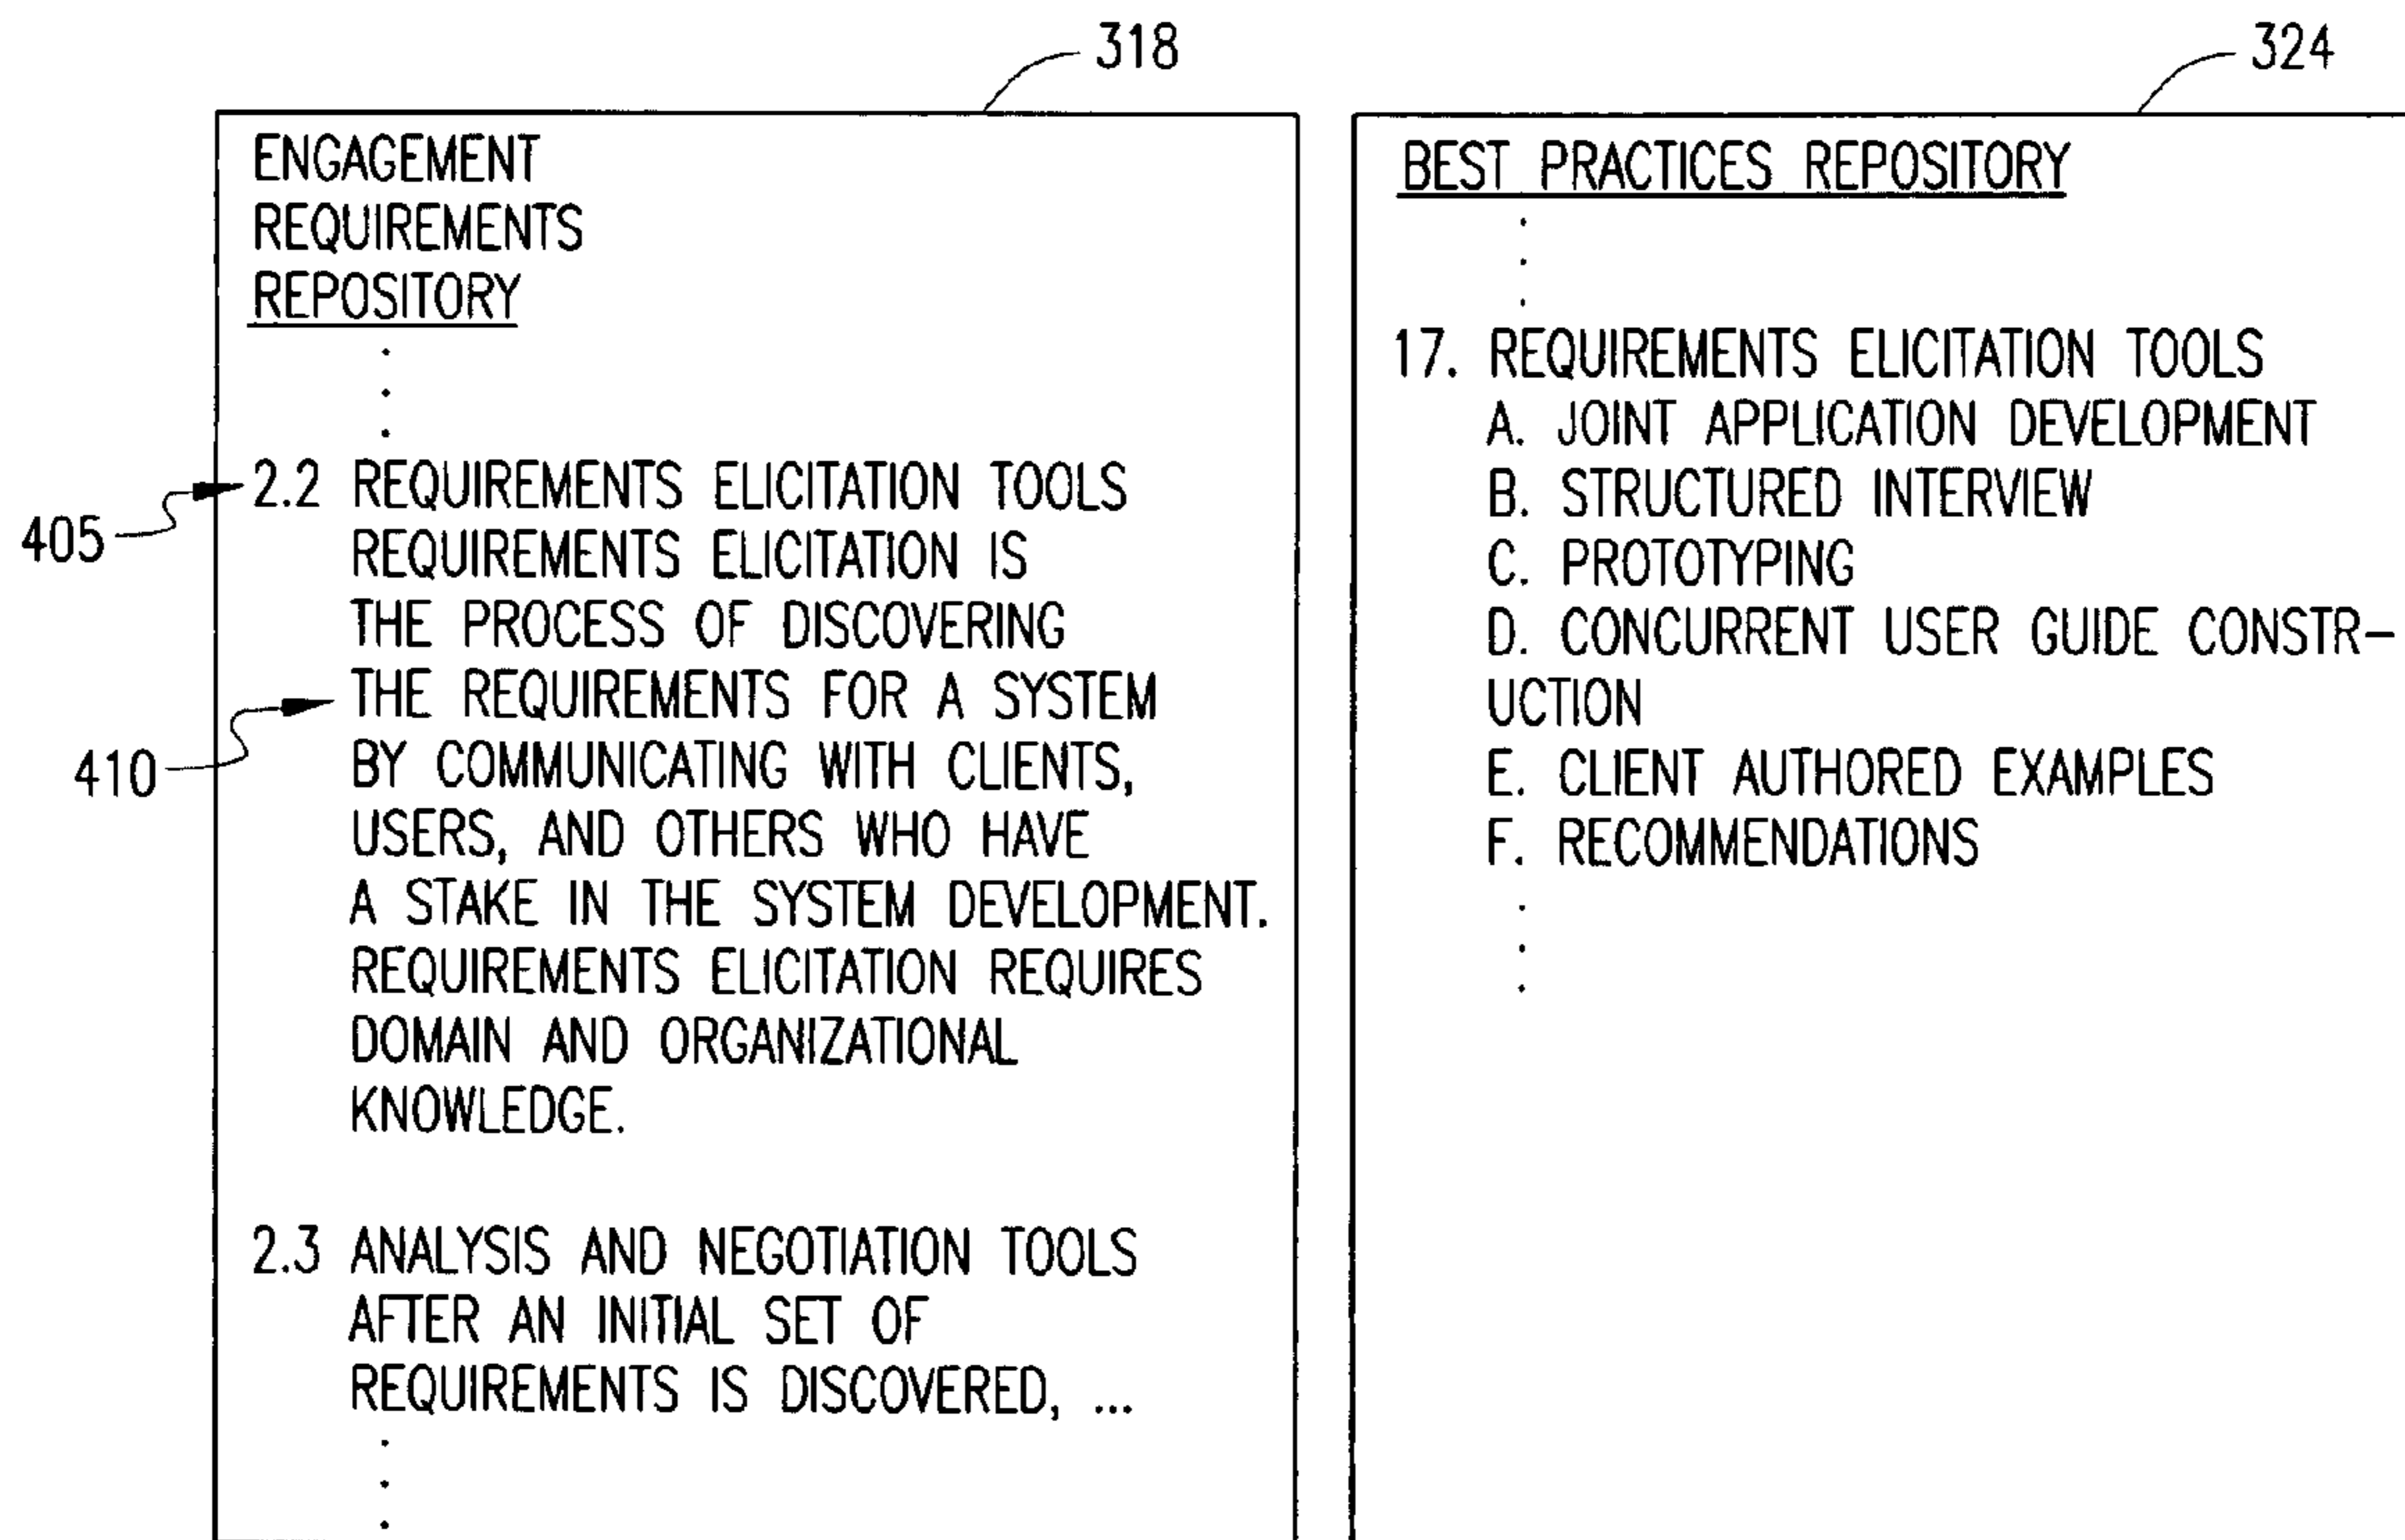 318
ENGAGEMENT
REQUIREMENTS
REPOSITORY
405
2.2 REQUIREMENTS ELICITATION TOOLS
REQUIREMENTS ELICITATION IS
THE PROCESS OF DISCOVERING
410
THE REQUIREMENTS FOR A SYSTEM
BY COMMUNICATING WITH CLIENTS,
USERS, AND OTHERS WHO HAVE
A STAKE IN THE SYSTEM DEVELOPMENT.
REQUIREMENTS ELICITATION REQUIRES
DOMAIN AND ORGANIZATIONAL
KNOWLEDGE.
2.3 ANALYSIS AND NEGOTIATION TOOLS
AFTER AN INITIAL SET OF
REQUIREMENTS IS DISCOVERED, ...
324
BEST PRACTICES REPOSITORY
17. REQUIREMENTS ELICITATION TOOLS
A. JOINT APPLICATION DEVELOPMENT
B. STRUCTURED INTERVIEW
C. PROTOTYPING
D. CONCURRENT USER GUIDE CONSTR-
UCTION
E. CLIENT AUTHORED EXAMPLES
F. RECOMMENDATIONS